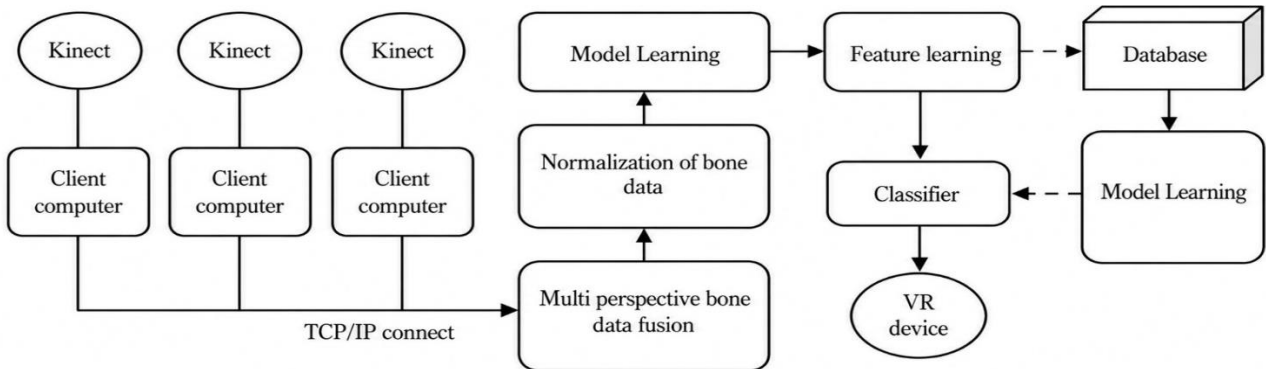 Kinect
Kinect
Kinect
Client
computer
Client
computer
Client
computer
TCP/IP connect
Multi perspective bone
data fusion
Normalization of bone
data
Model Learning
Feature learning
Database
Classifier
Model Learning
VR
device